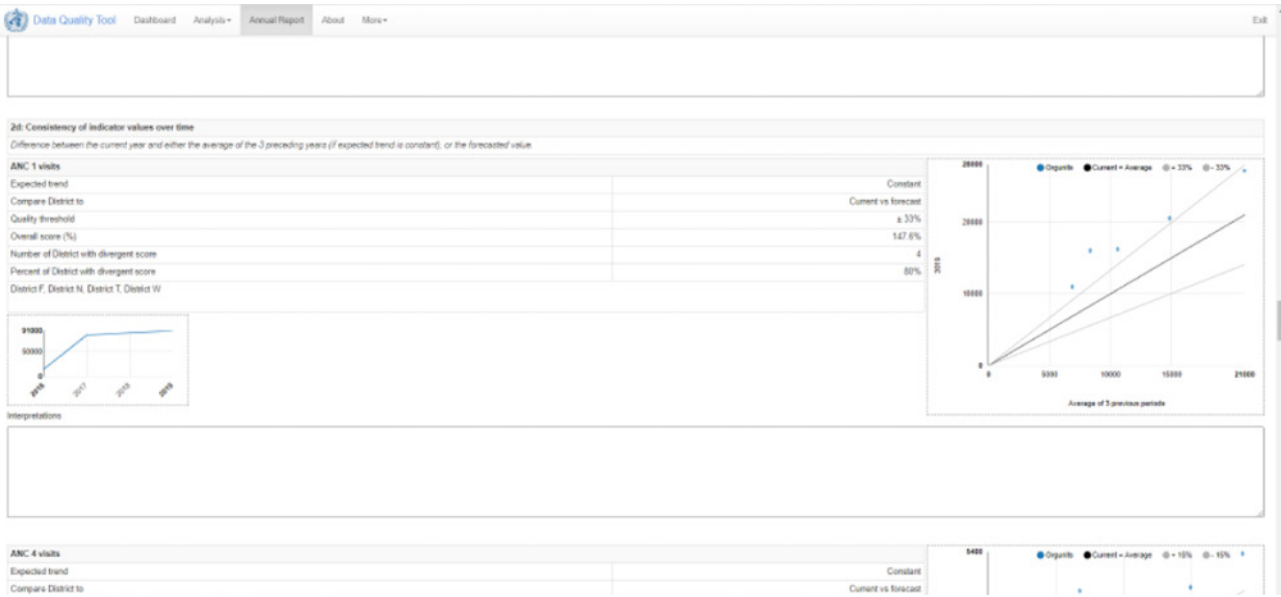 Data Quality Tool Dashboard Analysis Annual Report About More Exit
2d: Consistency of indicator values over time
Difference between the current year and either the average of the 3 preceding years (if expected trend is constant), or the forecasted value.
ANC 1 visits
Expected trend Constant
Compare District to Current vs forecast
Quality threshold ± 33%
Overall score (%) 147.6%
Number of District with divergent score 4
Percent of District with divergent score 80%
District F, District N, District T, District W
91000
50000
0
2016 2017 2018 2019
28000
Orgunits Current = Average + 33% - 33%
20000
2019
10000
0
0 5000 10000 15000 21000
Average of 3 previous periods
Interpretations
ANC 4 visits
Expected trend Constant
Compare District to Current vs forecast
5400
Orgunits Current = Average + 15% - 15%